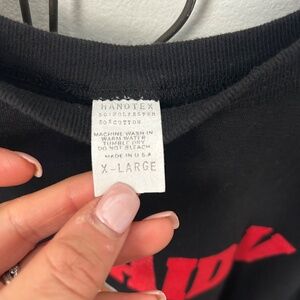 HANOTEX
50%POLYESTER
50%COTTON
MACHINE WASH IN
WARM WATER
TUMBLE DRY
DO NOT BLEACH
MADE IN U.S.A
X-LARGE